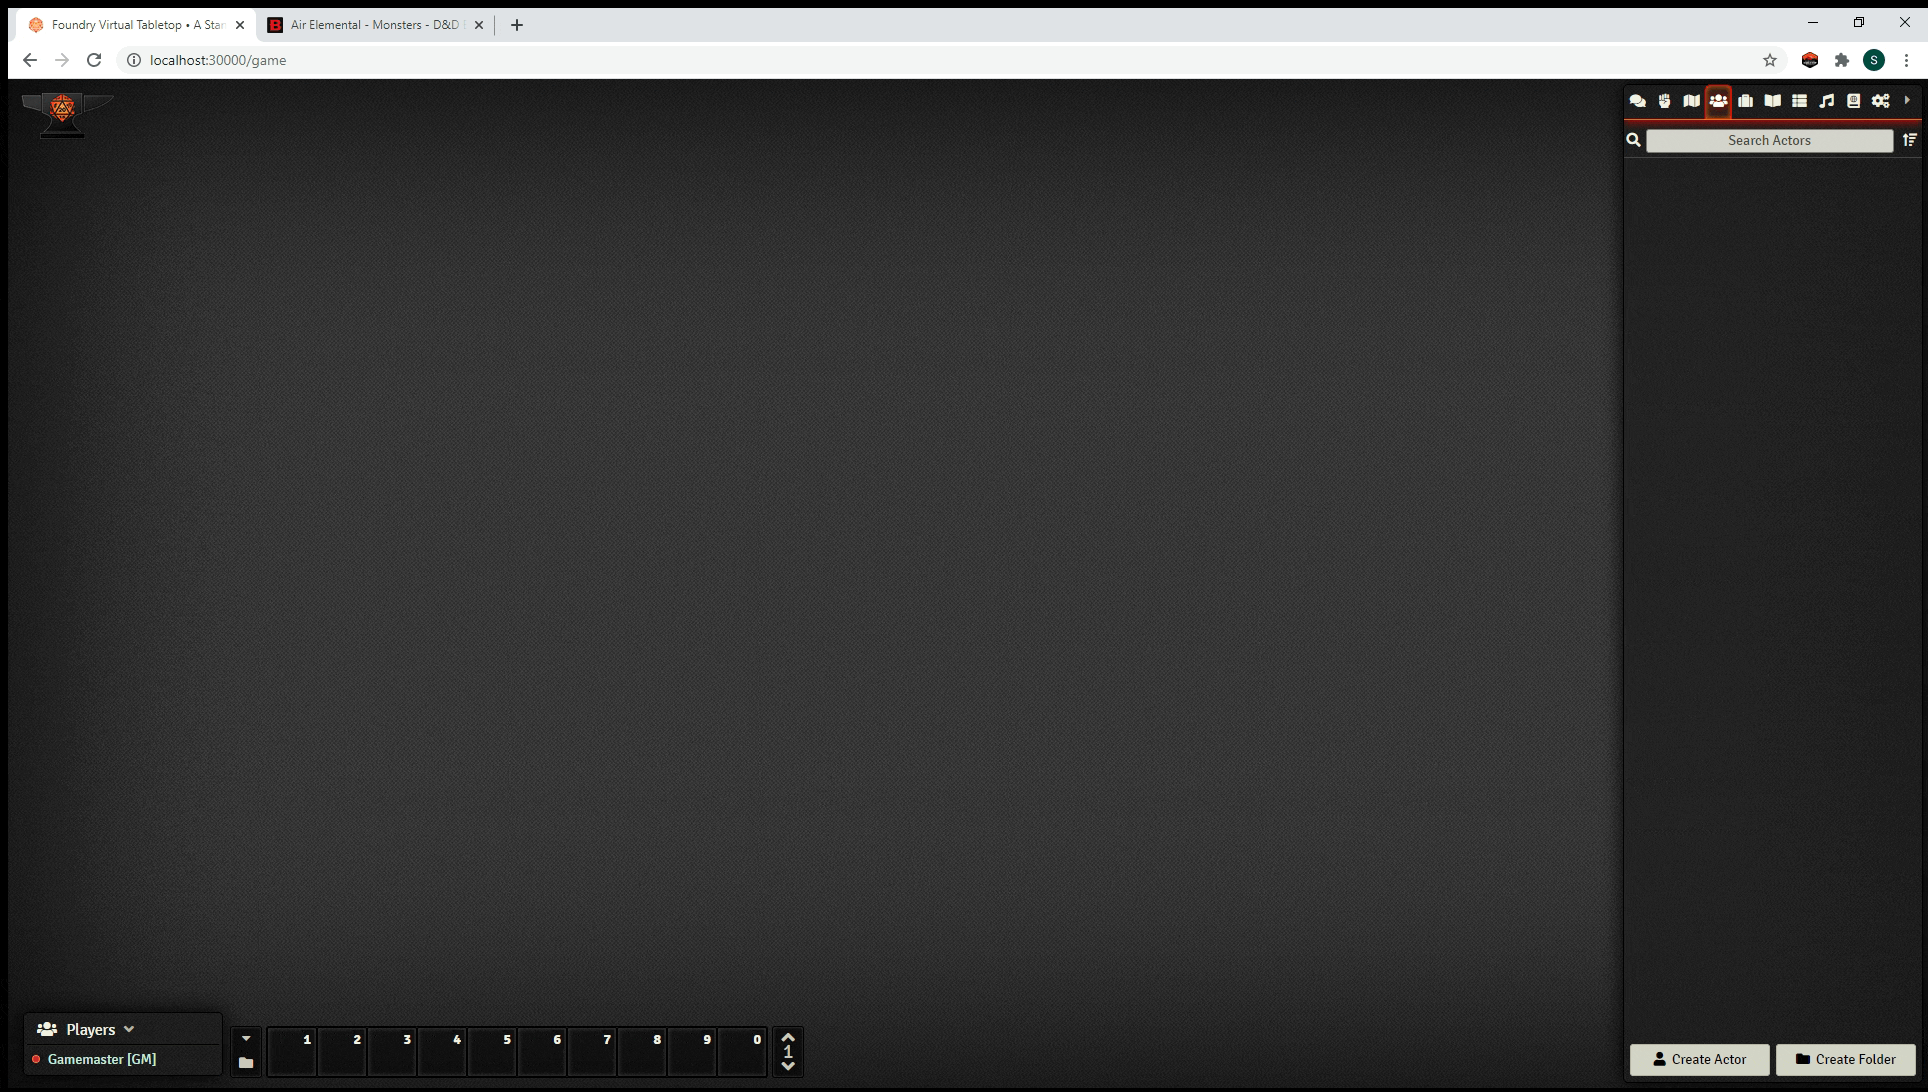 Foundry Virtual Tabletop • A Star
Air Elemental - Monsters - D&D
localhost:30000/game
S
Search Actors
Players
Gamemaster [GM]
1 2 3 4 5 6 7 8 9 0
1
Create Actor
Create Folder